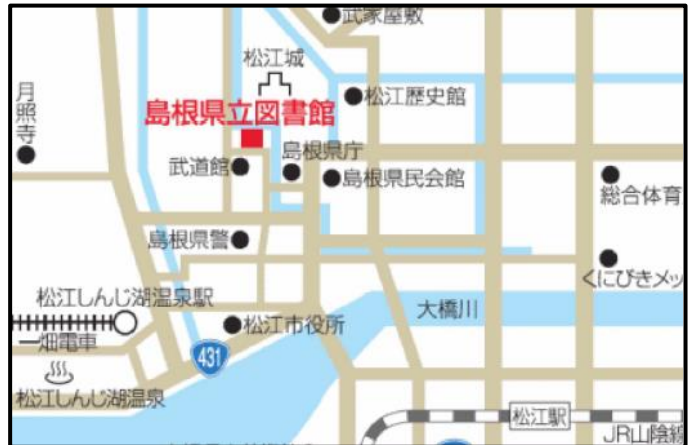 武家屋敷
松江城
松江歴史館
月照寺
島根県立図書館
島根県庁
武道館
島根県民会館
総合体育
島根県警
くにびきメッ
松江しんじ湖温泉駅
大橋川
松江市役所
一畑電車
431
松江しんじ湖温泉
松江駅
JR山陰線